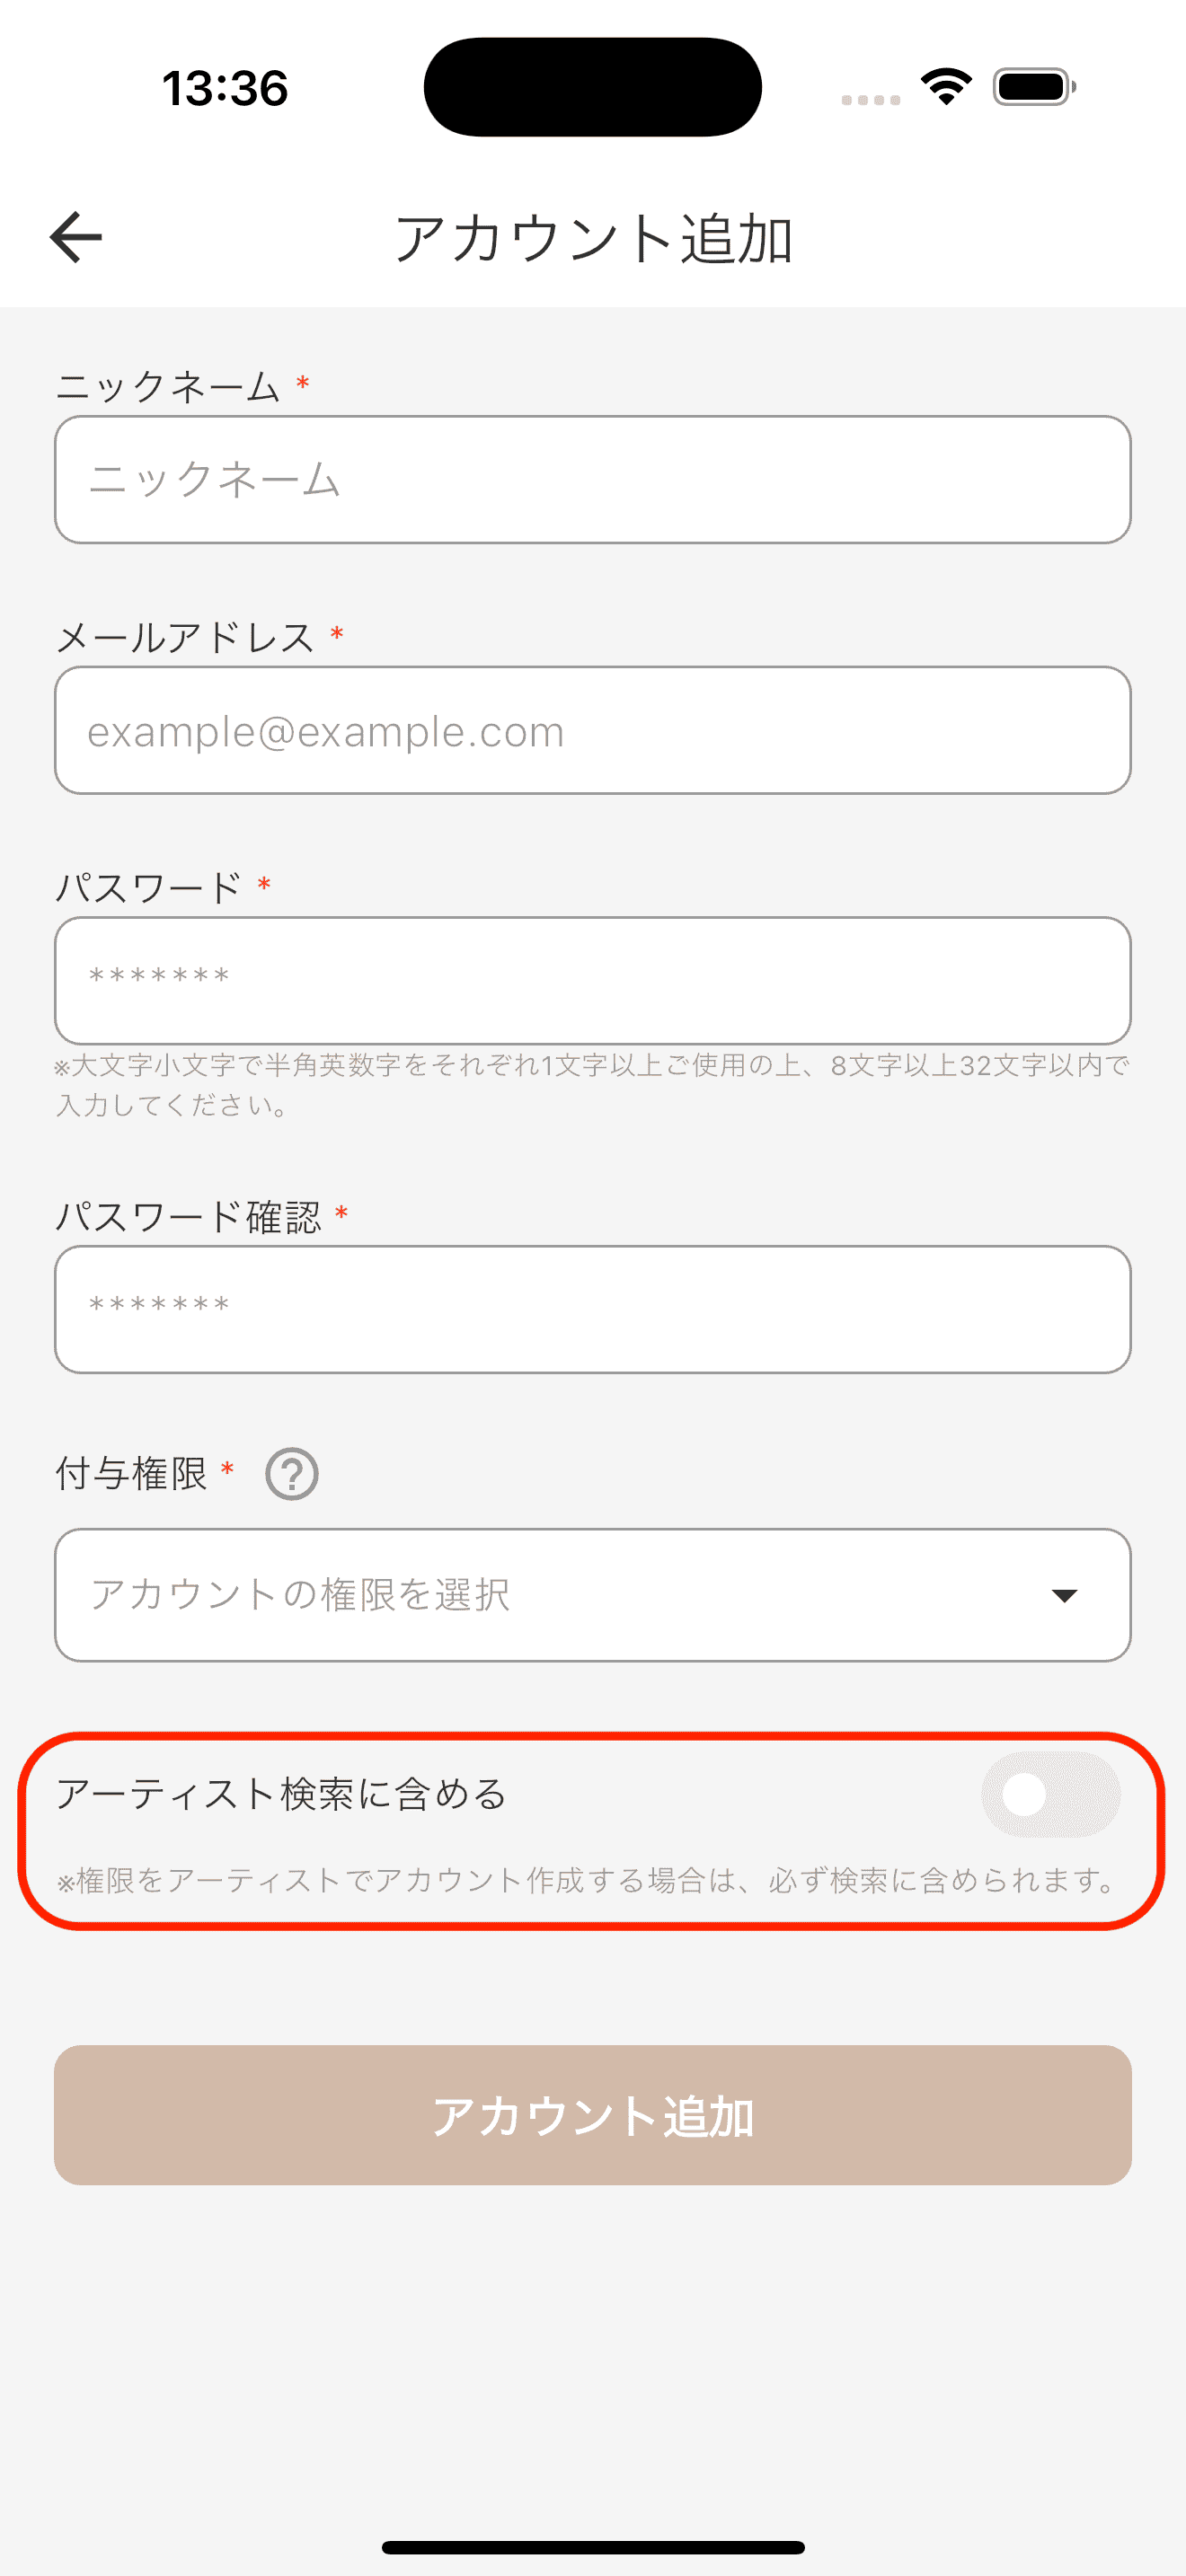 13:36
アカウント追加
ニックネーム *
ニックネーム
メールアドレス *
example@example.com
パスワード *
*******
※大文字小文字で半角英数字をそれぞれ1文字以上ご使用の上、8文字以上32文字以内で
入力してください。
パスワード確認 *
*******
付与権限 * ?
アカウントの権限を選択
アーティスト検索に含める
※権限をアーティストでアカウント作成する場合は、必ず検索に含められます。
アカウント追加